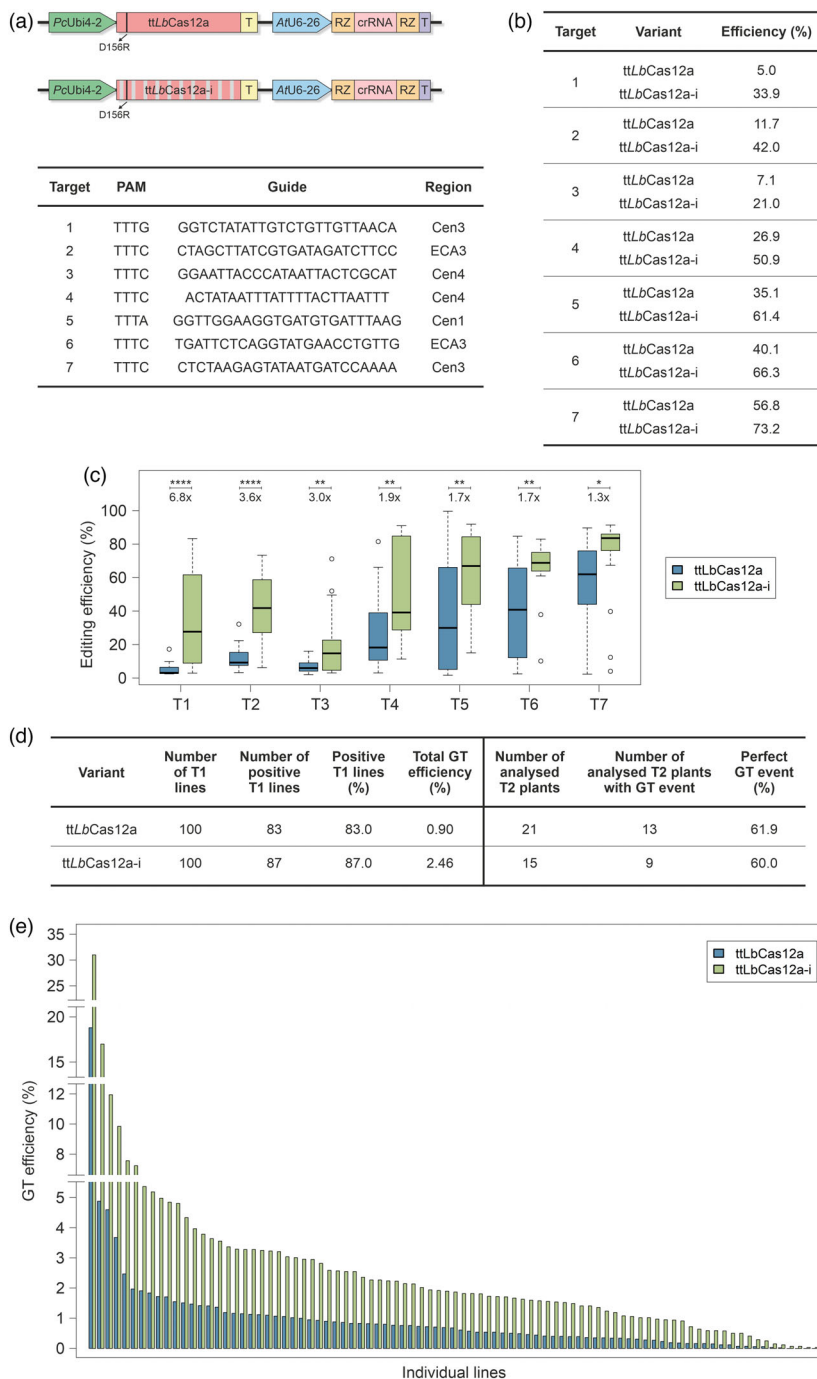 (a)
PcUbi4-2 ttLbCas12a T AtU6-26 RZ crRNA RZ T
D156R
PcUbi4-2 ttLbCas12a-i T AtU6-26 RZ crRNA RZ T
D156R
Target PAM Guide Region
1 TTTG GGTCTATATTGTCTGTTGTTAACA Cen3
2 TTTC CTAGCTTATCGTGATAGATCTTCC ECA3
3 TTTC GGAATTACCCATAATTACTCGCAT Cen4
4 TTTC ACTATAATTTATTTTACTTAATTT Cen4
5 TTTA GGTTGGAAGGTGATGTGATTTAAG Cen1
6 TTTC TGATTCTCAGGTATGAACCTGTTG ECA3
7 TTTC CTCTAAGAGTATAATGATCCAAAA Cen3
(b)
Target Variant Efficiency (%)
1
ttLbCas12a 5.0
ttLbCas12a-i 33.9
2
ttLbCas12a 11.7
ttLbCas12a-i 42.0
3
ttLbCas12a 7.1
ttLbCas12a-i 21.0
4
ttLbCas12a 26.9
ttLbCas12a-i 50.9
5
ttLbCas12a 35.1
ttLbCas12a-i 61.4
6
ttLbCas12a 40.1
ttLbCas12a-i 66.3
7
ttLbCas12a 56.8
ttLbCas12a-i 73.2
(c)
**** **** ** ** ** ** *
6.8x 3.6x 3.0x 1.9x 1.7x 1.7x 1.3x
Editing efficiency (%)
100
80
60
40
20
0
T1 T2 T3 T4 T5 T6 T7
ttLbCas12a
ttLbCas12a-i
(d)
Variant
Number of T1 lines
Number of positive T1 lines
Positive T1 lines (%)
Total GT efficiency (%)
Number of analysed T2 plants
Number of analysed T2 plants with GT event
Perfect GT event (%)
ttLbCas12a 100 83 83.0 0.90 21 13 61.9
ttLbCas12a-i 100 87 87.0 2.46 15 9 60.0
(e)
GT efficiency (%)
35
30
25
20
15
12
10
8
5
4
3
2
1
0
Individual lines
ttLbCas12a
ttLbCas12a-i